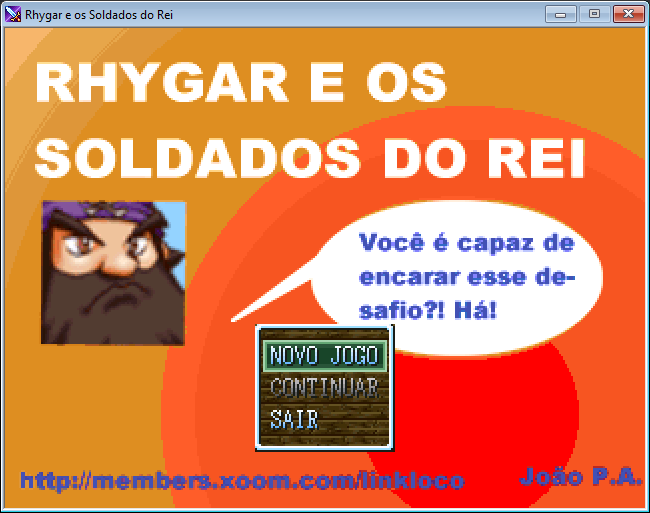 Rhygar e os Soldados do Rei
RHYGAR E OS
SOLDADOS DO REI
Você é capaz de
encarar esse de-
safio?! Há!
NOVO JOGO
CONTINUAR
SAIR
http://members.xoom.com/linkloco
João P.A.